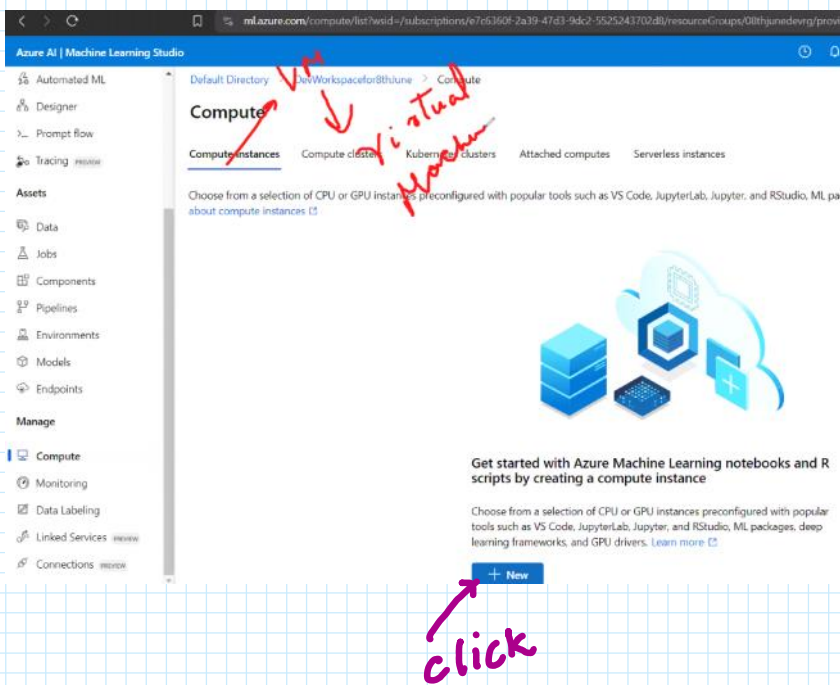 ml.azure.com/compute/list?wsid=/subscriptions/e7c6360f-2a39-47d3-9dc2-5525243702d8/resourceGroups/08thjunedevrg/provi
Azure AI | Machine Learning Studio
Automated ML
Designer
Prompt flow
Tracing PREVIEW
Assets
Data
Jobs
Components
Pipelines
Environments
Models
Endpoints
Manage
Compute
Monitoring
Data Labeling
Linked Services PREVIEW
Connections PREVIEW
Default Directory > DevWorkspacefor8thJune > Compute
VM
Compute
Virtual
Machine
Compute instances Compute clusters Kubernetes clusters Attached computes Serverless instances
Choose from a selection of CPU or GPU instances preconfigured with popular tools such as VS Code, JupyterLab, Jupyter, and RStudio, ML pa
about compute instances
Get started with Azure Machine Learning notebooks and R
scripts by creating a compute instance
Choose from a selection of CPU or GPU instances preconfigured with popular
tools such as VS Code, JupyterLab, Jupyter, and RStudio, ML packages, deep
learning frameworks, and GPU drivers. Learn more
+ New
click